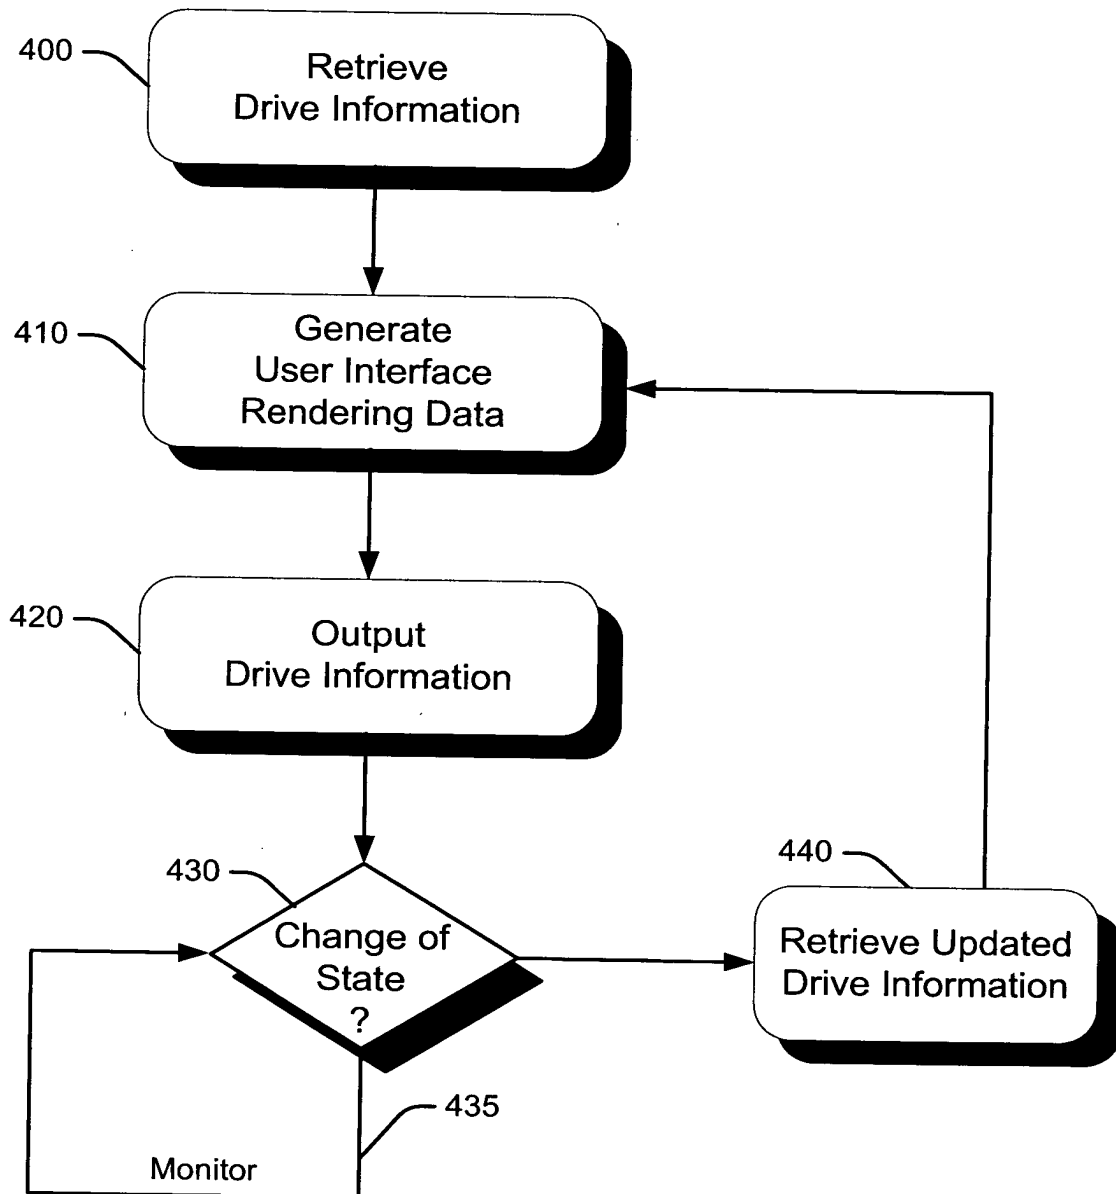 400
Retrieve
Drive Information
410
Generate
User Interface
Rendering Data
420
Output
Drive Information
430
Change of
State
?
440
Retrieve Updated
Drive Information
435
Monitor